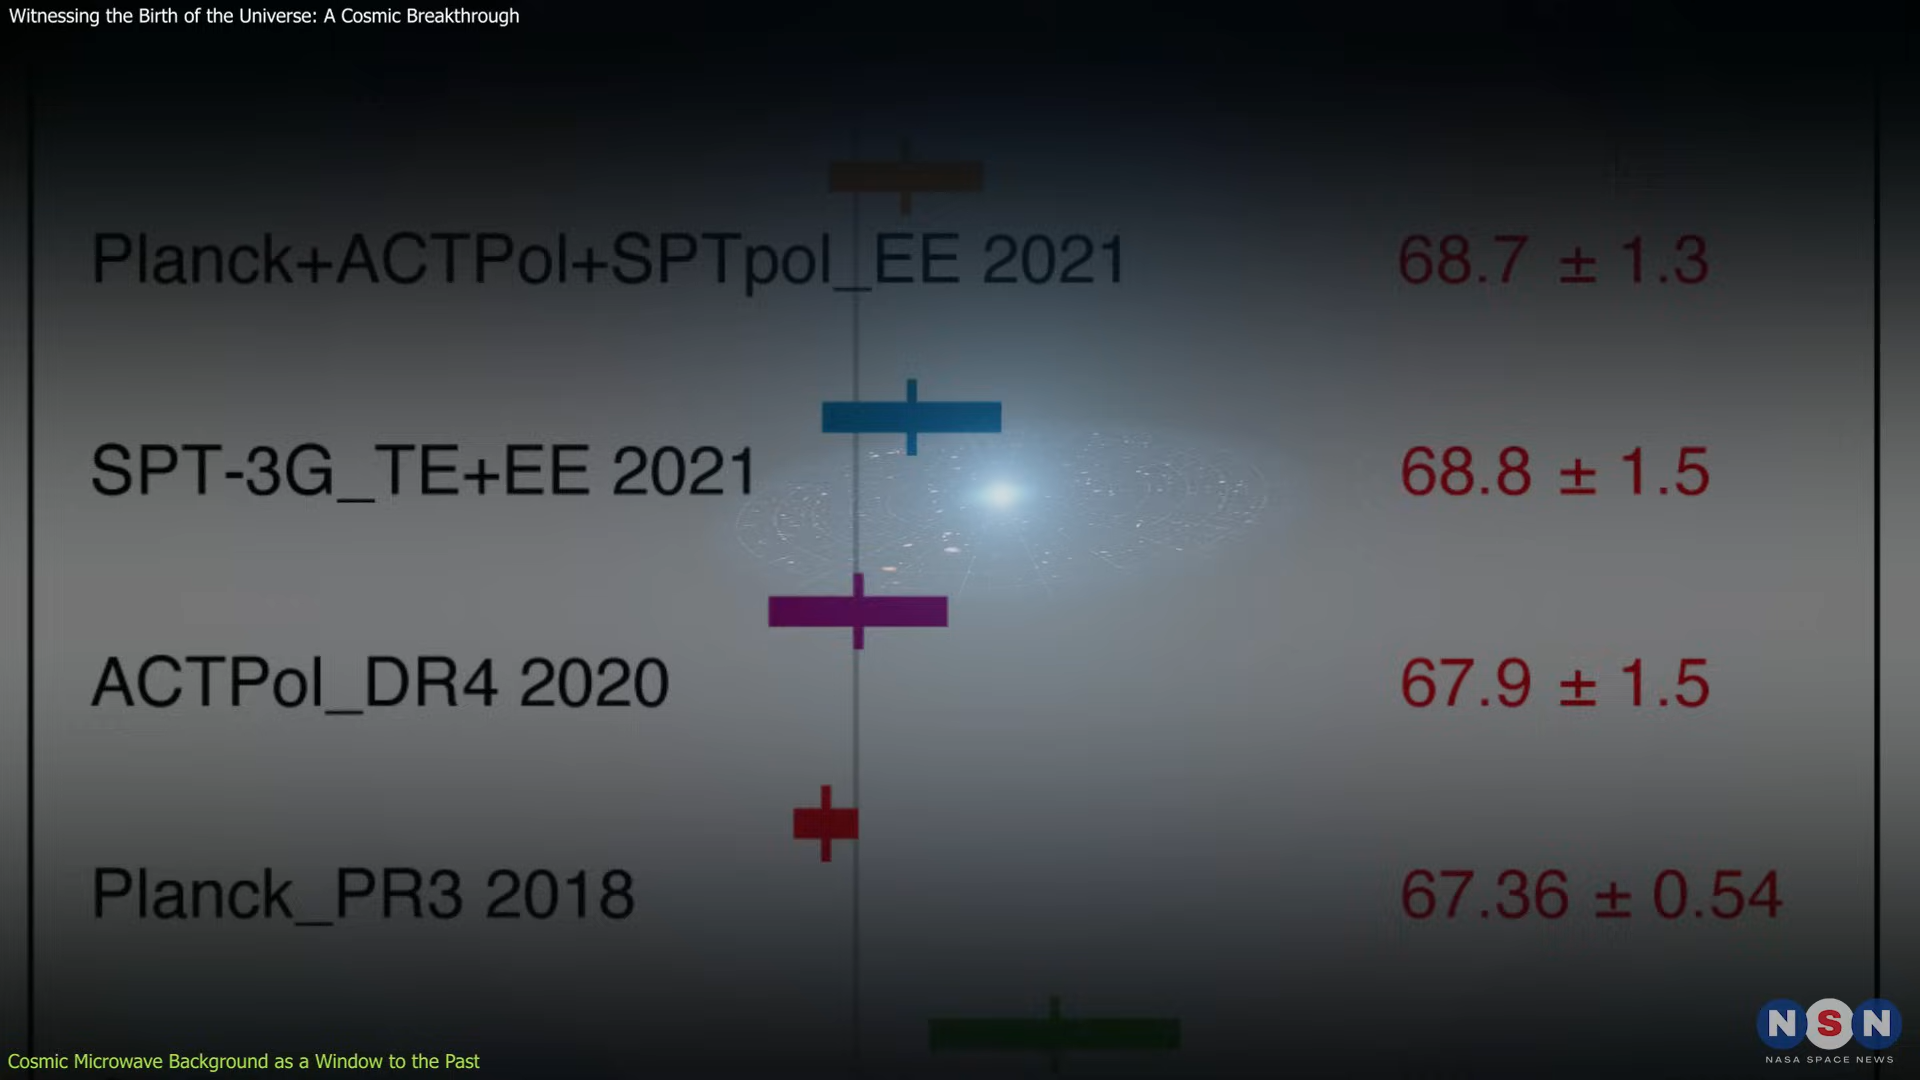 Witnessing the Birth of the Universe: A Cosmic Breakthrough
Planck+ACTPol+SPTpol_EE 2021 68.7 ± 1.3
SPT-3G_TE+EE 2021 68.8 ± 1.5
ACTPol_DR4 2020 67.9 ± 1.5
Planck_PR3 2018 67.36 ± 0.54
NSN
NASA SPACE NEWS
Cosmic Microwave Background as a Window to the Past